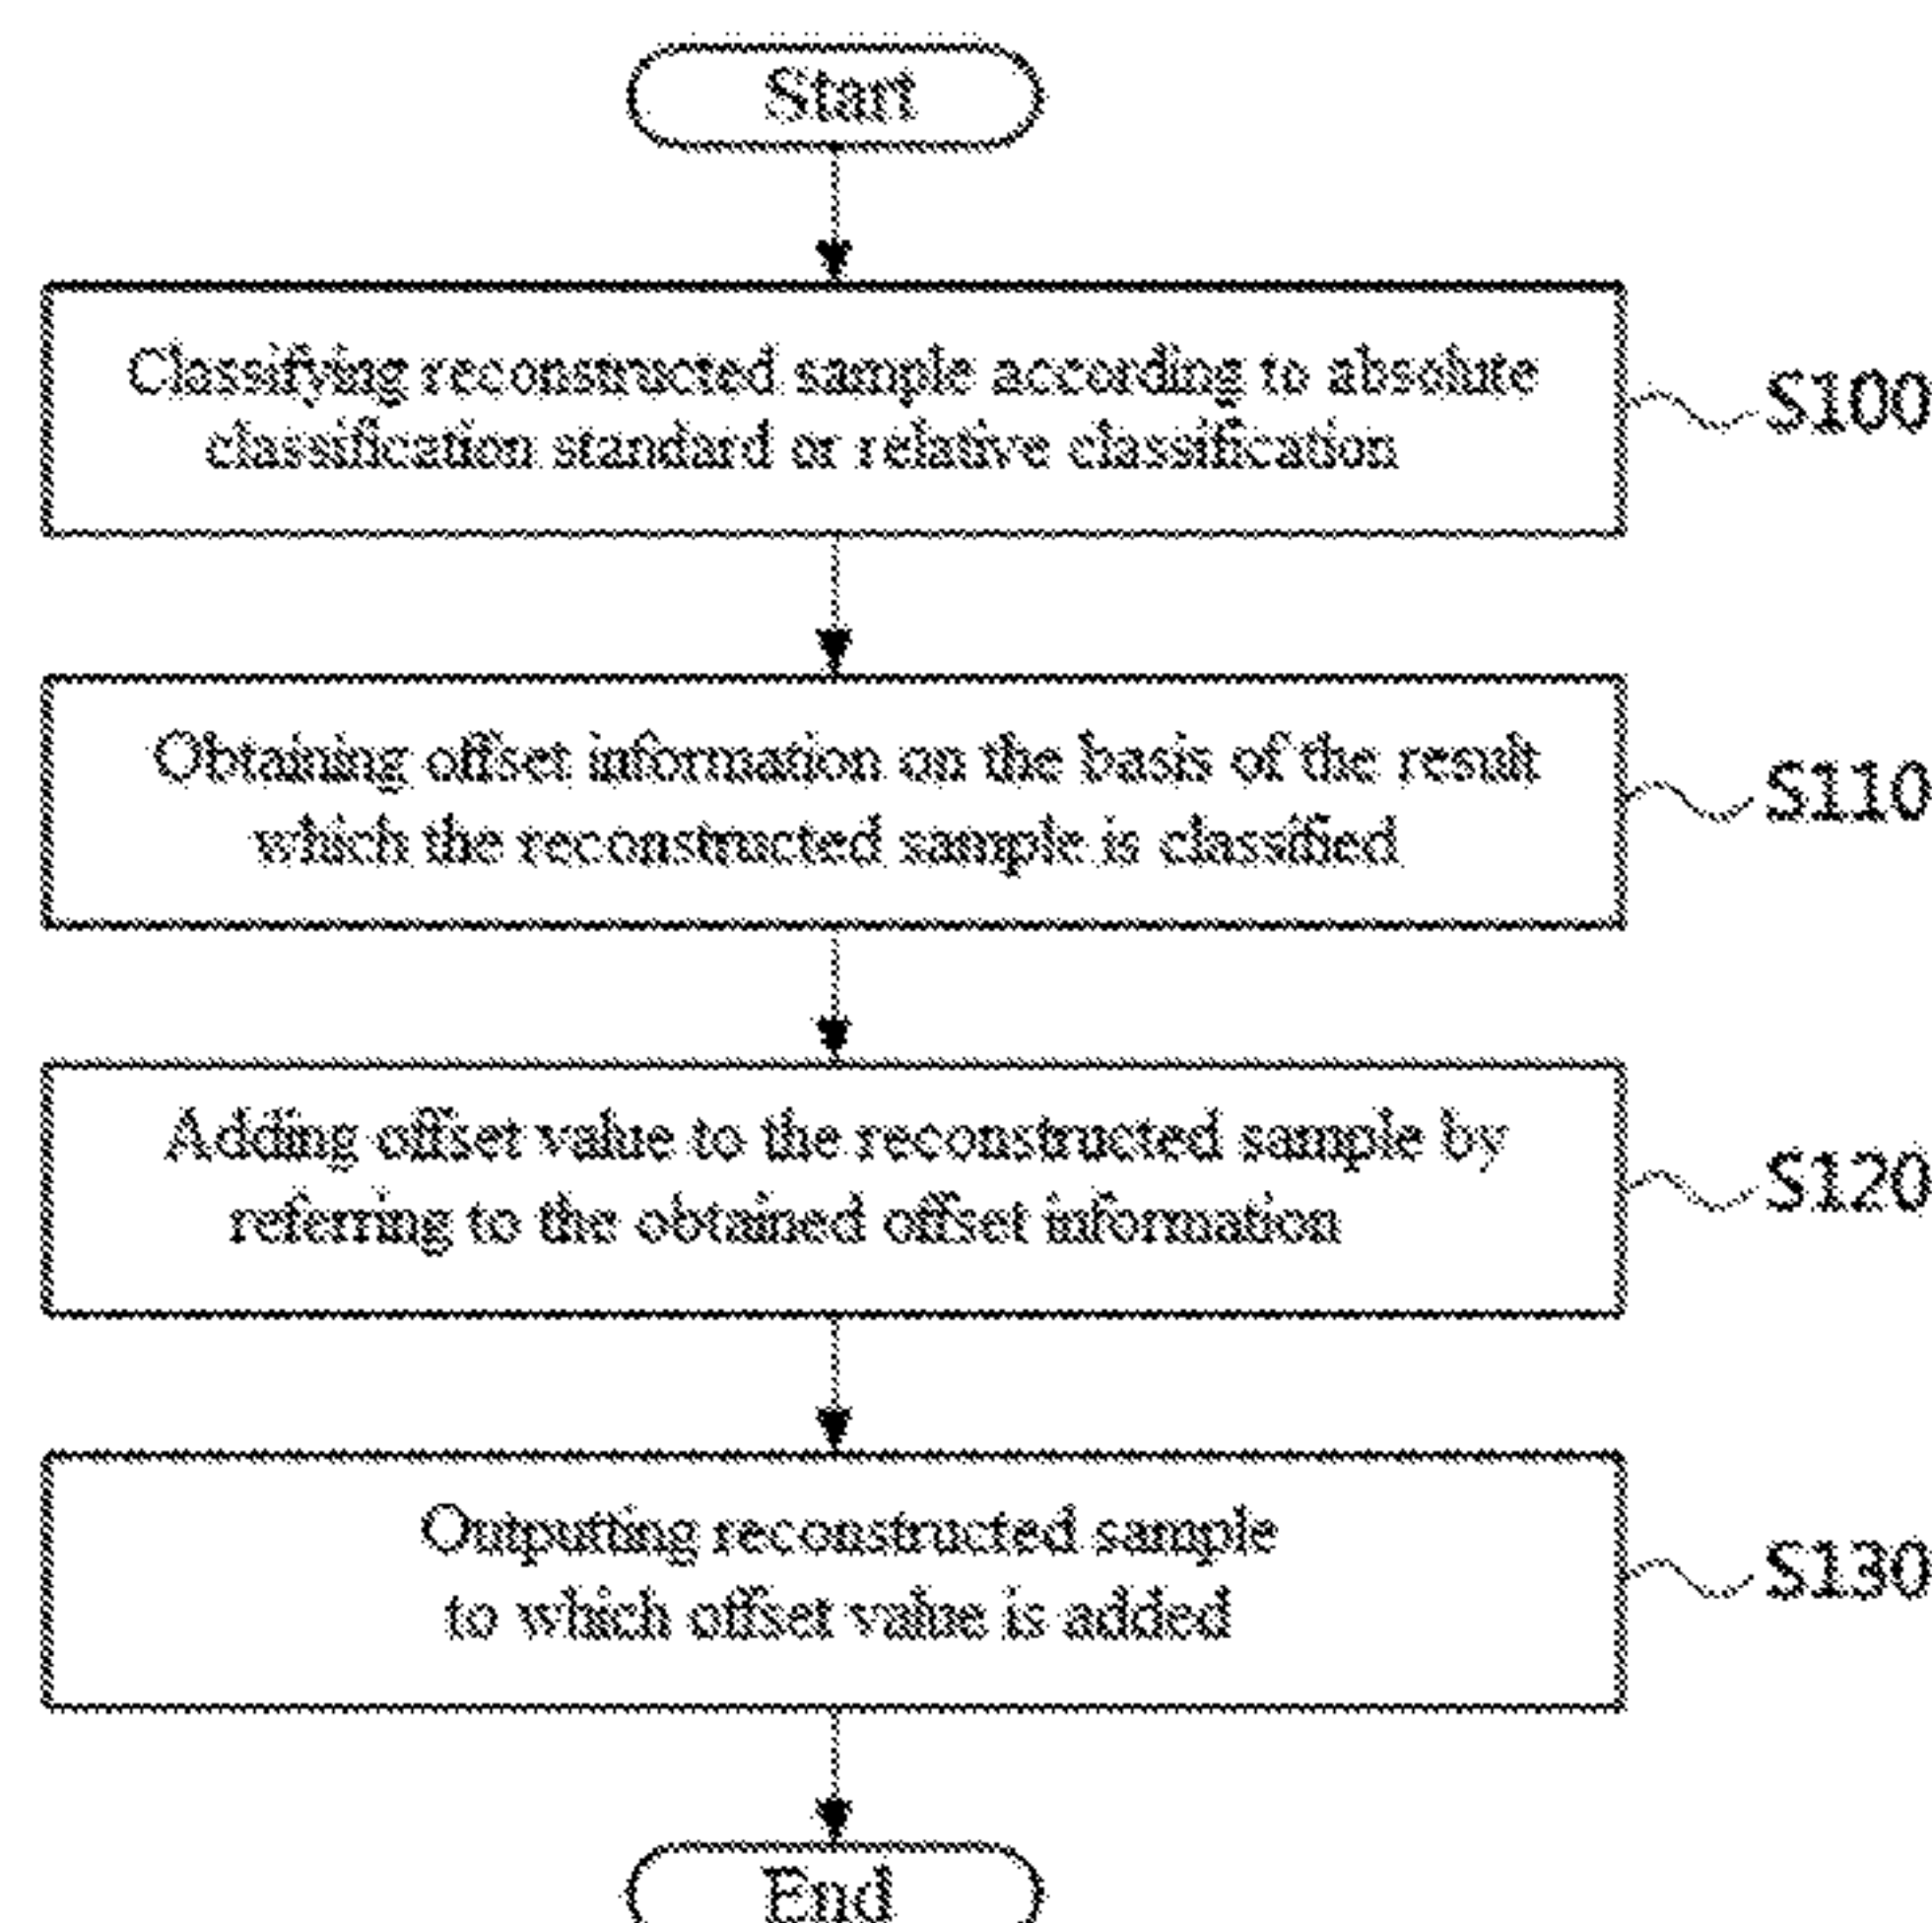 Start
Classifying reconstructed sample according to absolute
classification standard or relative classification
S100
Obtaining offset information on the basis of the result
which the reconstructed sample is classified
S110
Adding offset value to the reconstructed sample by
referring to the obtained offset information
S120
Outputting reconstructed sample
to which offset value is added
S130
End